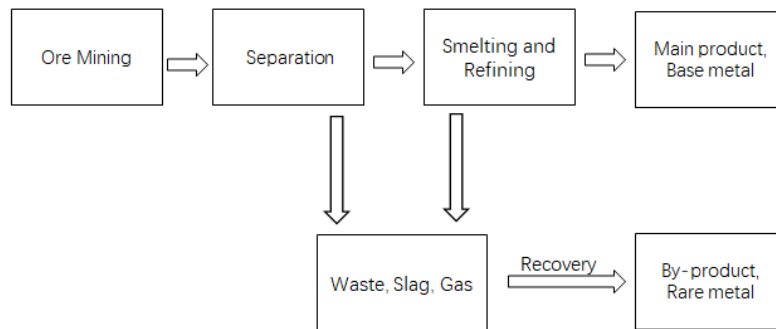 Ore Mining
Separation
Smelting and
Refining
Main product,
Base metal
Waste, Slag, Gas
Recovery
By-product,
Rare metal